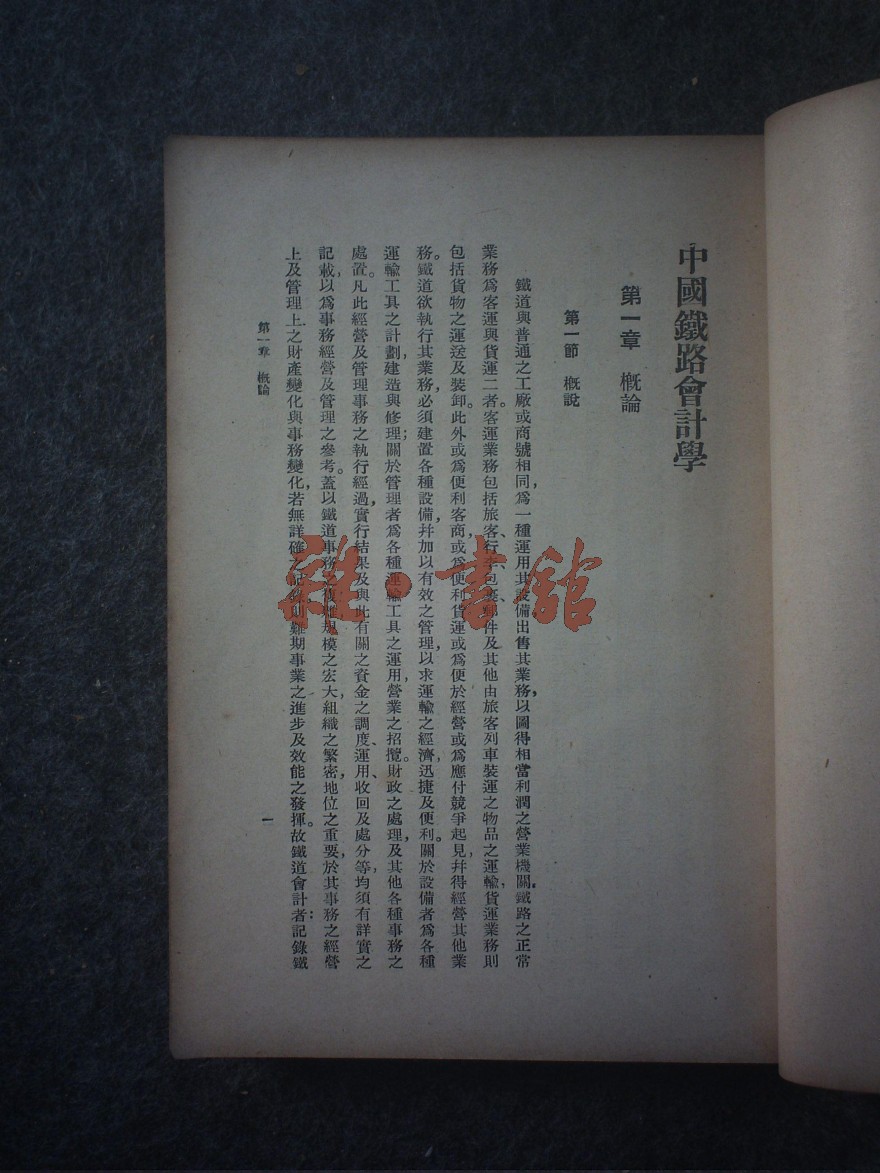 中國鐵路會計學
第一章 概論
第一節 概說
鐵道與普通之工廠或商號相同，爲一種運用其設備出售其業務，以圖得相當利潤之營業機關。鐵路之正常
業務爲客運與貨運二者。客運業務包括旅客、行李、包裹、郵件及其他由旅客列車裝運之物品之運輸，貨運業務則
包括貨物之運送及裝卸。此外或爲便利客商，或爲便利貨運或爲便於經營或爲應付競爭起見，幷得經營其他業
務。鐵道欲執行其業務，必須建置各種設備，幷加以有效之管理，以求運輸之經濟，迅捷及便利。關於設備者爲各種
運輸工具之計劃，建造與修理；關於管理者爲各種運輸工具之運用，營業之招攬。財政之處理，及其他各種事務之
處置。凡此經營及管理事務之執行經過，實行結果及與此有關之資金之調度、運用、收回及處分等，均須有詳實之
記載，以爲事務經營及管理之參考。蓋以鐵道事務之複雜規模之宏大，組織之繁密，地位之重要，於其事務之經營
上及管理上之財產變化與事務變化，若無詳確之記錄，則難期事業之進步及效能之發揮。故鐵道會計者；記錄鐵
第一章 概論
一
雜·書館